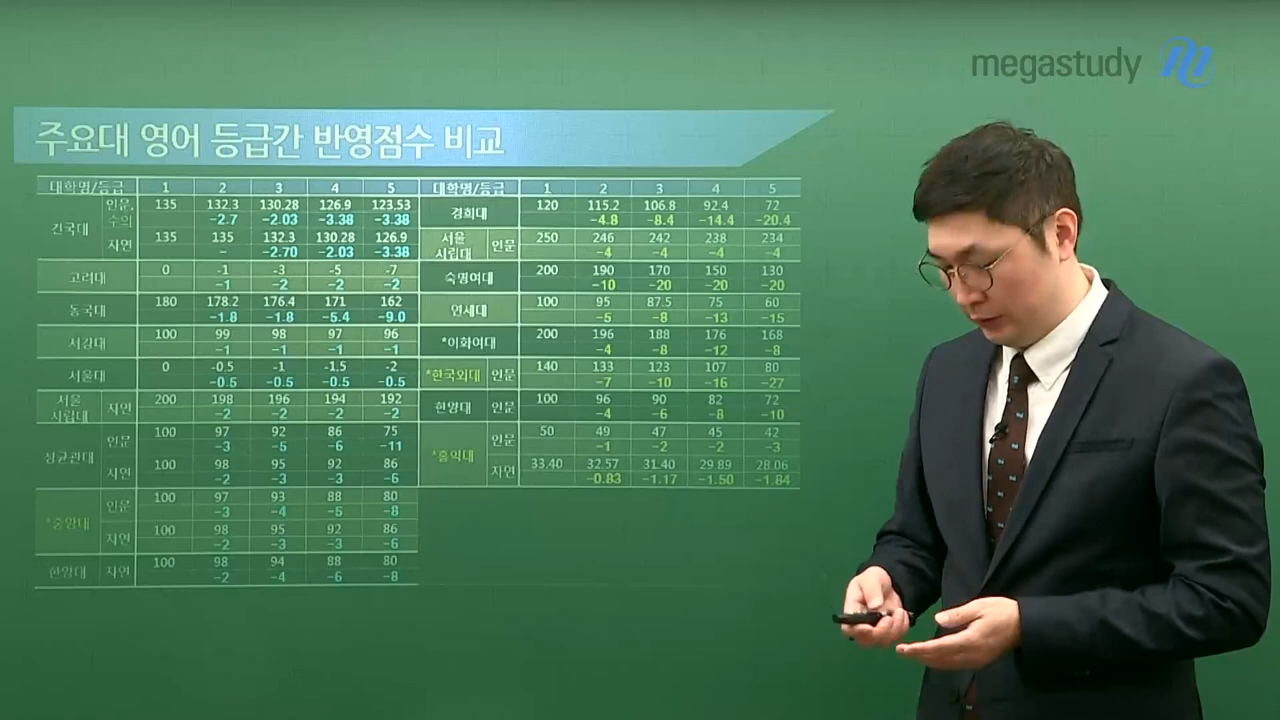 megastudy
주요대 영어 등급간 반영점수 비교
대학명/등급 1 2 3 4 5
건국대 인문, 수의 135 132.3 130.28 126.9 123.53
-2.7 -2.03 -3.38 -3.38
자연 135 135 132.3 130.28 126.9
- -2.70 -2.03 -3.38
고려대 0 -1 -3 -5 -7
-1 -2 -2 -2
동국대 180 178.2 176.4 171 162
-1.8 -1.8 -5.4 -9.0
서강대 100 99 98 97 96
-1 -1 -1 -1
서울대 0 -0.5 -1 -1.5 -2
-0.5 -0.5 -0.5 -0.5
서울시립대 자연 200 198 196 194 192
-2 -2 -2 -2
성균관대 인문 100 97 92 86 75
-3 -5 -6 -11
자연 100 98 95 92 86
-2 -3 -3 -6
*중앙대 인문 100 97 93 88 80
-3 -4 -5 -8
자연 100 98 95 92 86
-2 -3 -3 -6
한양대 자연 100 98 94 88 80
-2 -4 -6 -8
대학명/등급 1 2 3 4 5
경희대 120 115.2 106.8 92.4 72
-4.8 -8.4 -14.4 -20.4
서울시립대 인문 250 246 242 238 234
-4 -4 -4 -4
숙명여대 200 190 170 150 130
-10 -20 -20 -20
연세대 100 95 87.5 75 60
-5 -8 -13 -15
*이화여대 200 196 188 176 168
-4 -8 -12 -8
*한국외대 인문 140 133 123 107 80
-7 -10 -16 -27
한양대 인문 100 96 90 82 72
-4 -6 -8 -10
*홍익대 인문 50 49 47 45 42
-1 -2 -2 -3
자연 33.40 32.57 31.40 29.89 28.06
-0.83 -1.17 -1.50 -1.84